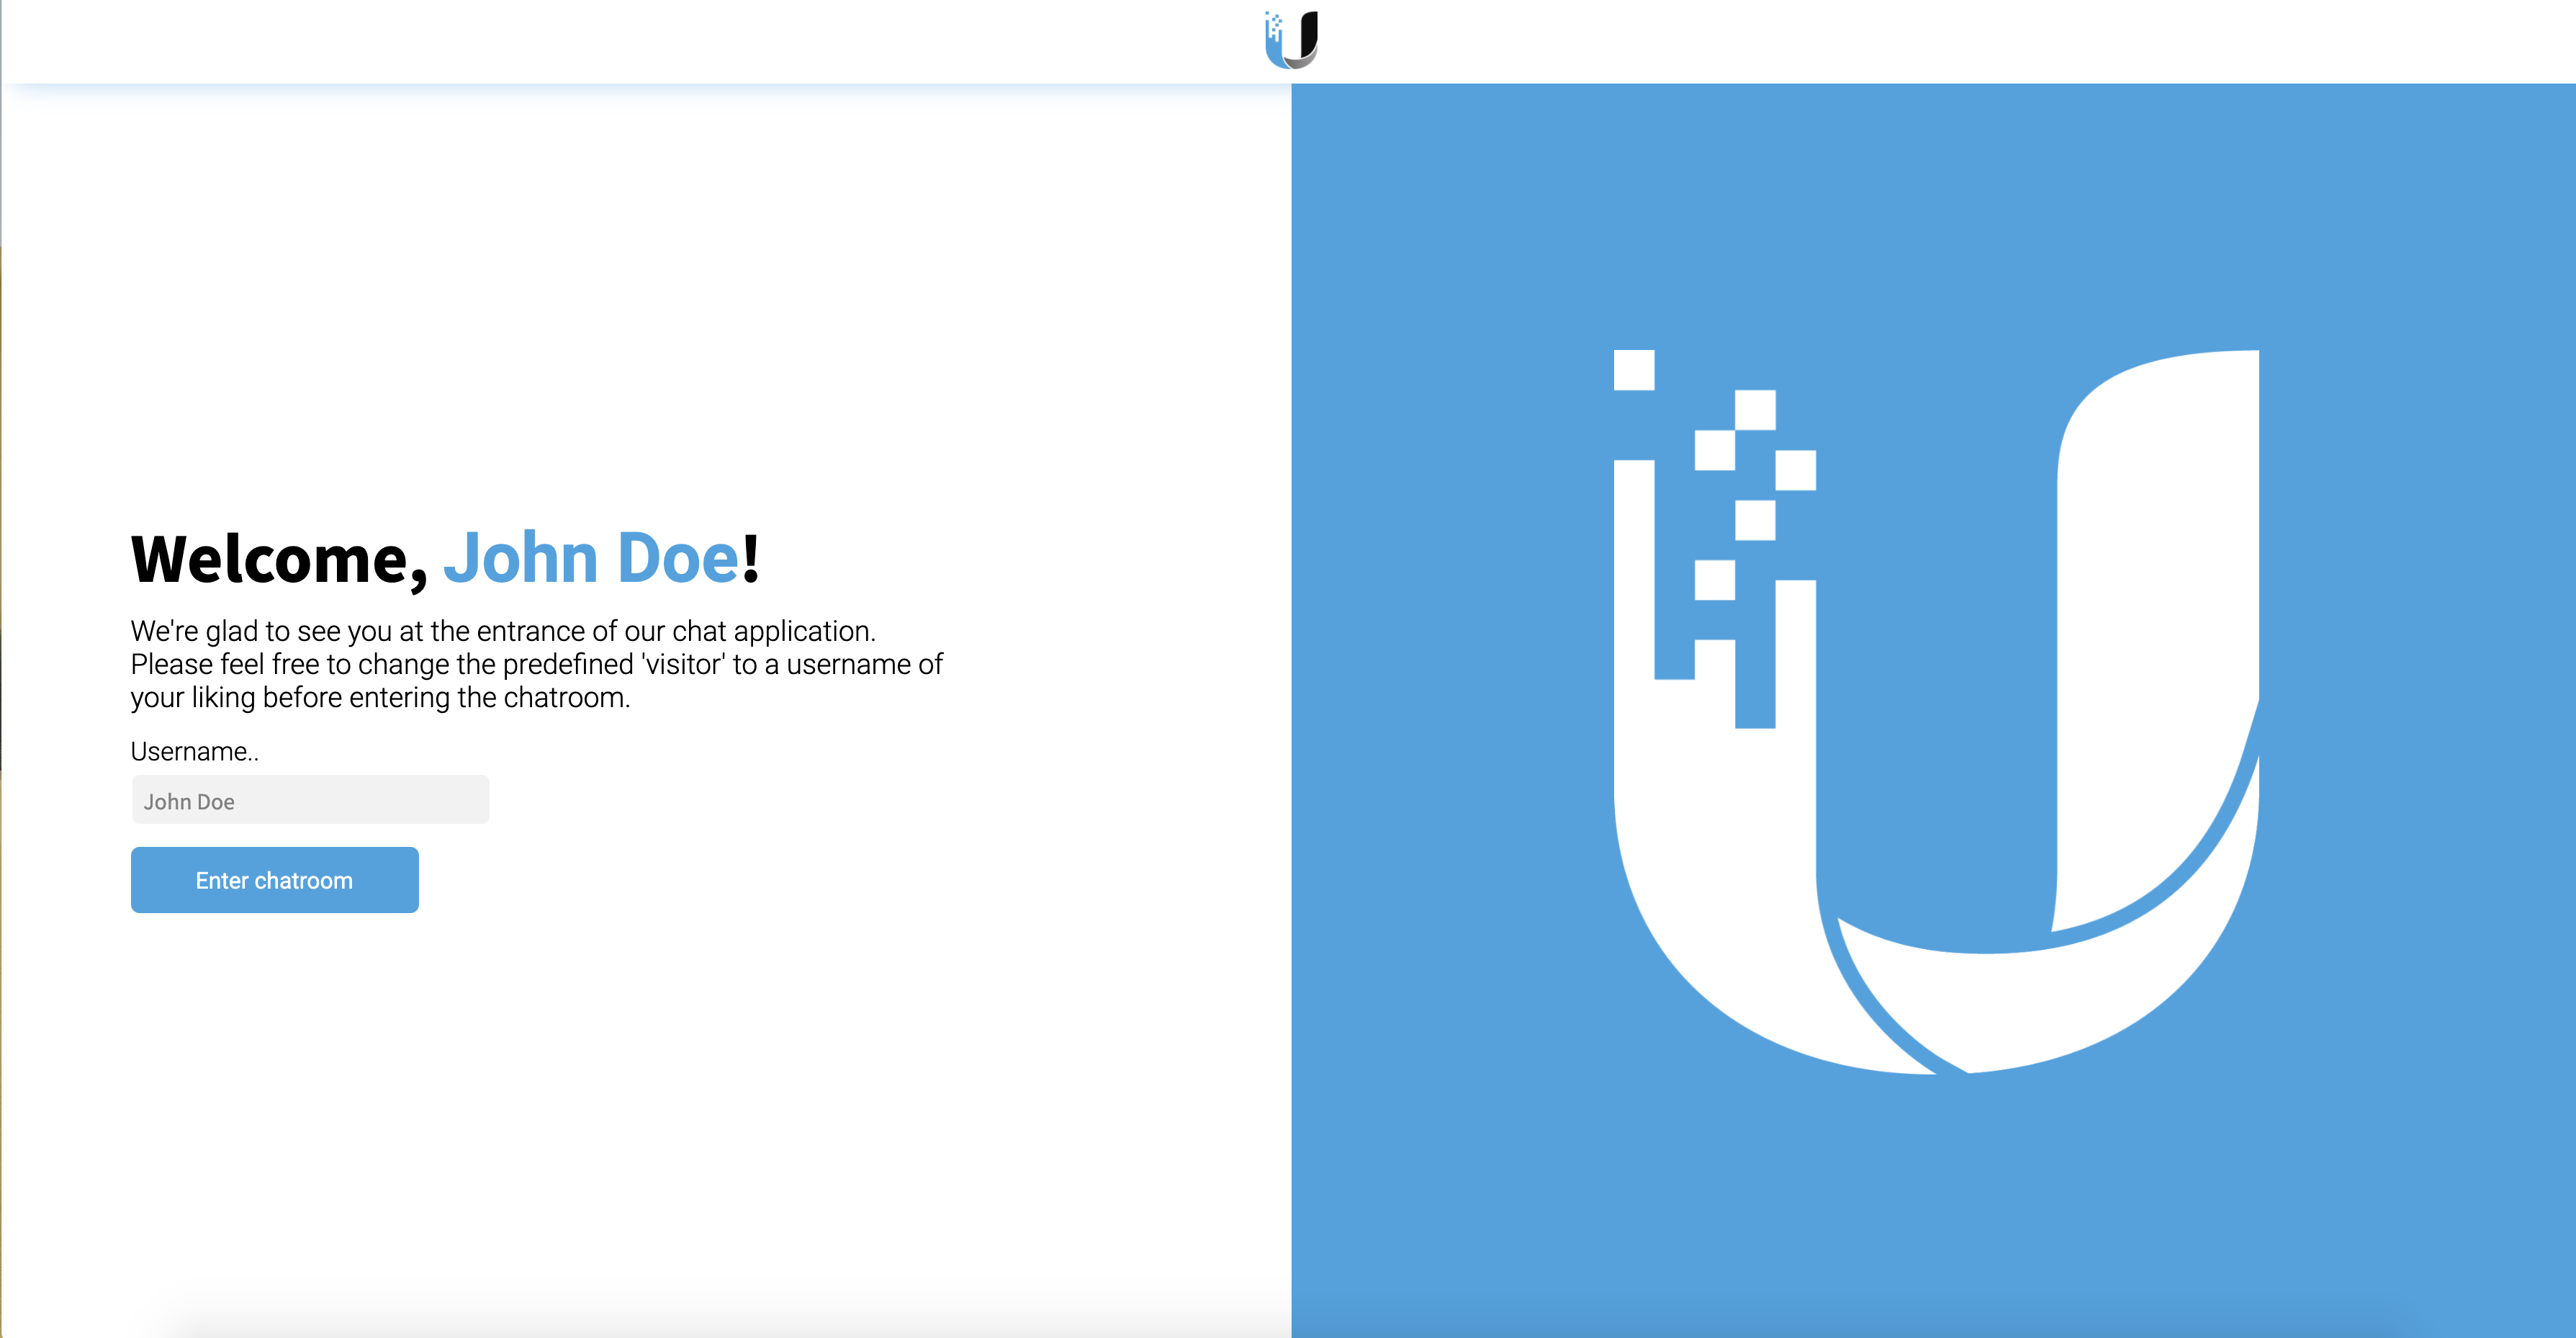 Welcome, John Doe!
We're glad to see you at the entrance of our chat application.
Please feel free to change the predefined 'visitor' to a username of
your liking before entering the chatroom.
Username..
John Doe
Enter chatroom